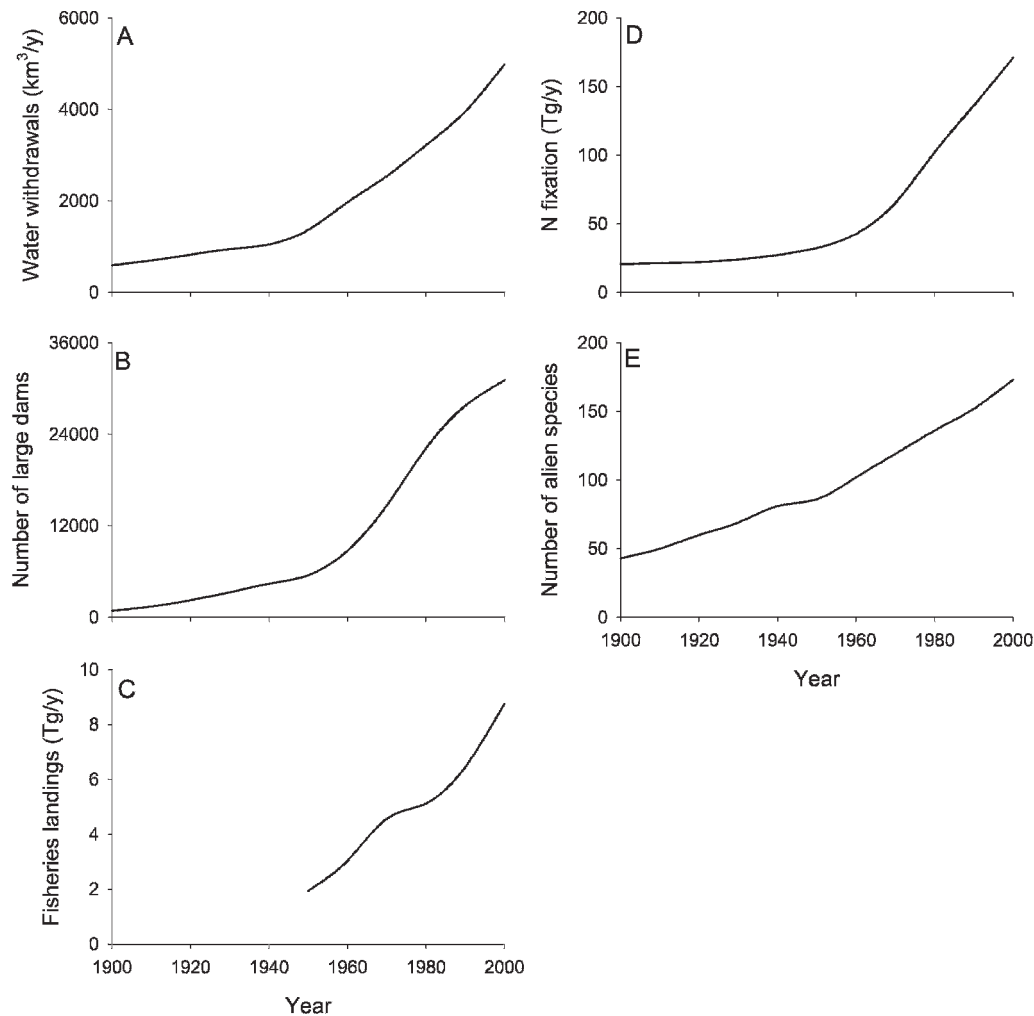 A
Water withdrawals (km³/y)
6000
4000
2000
0
B
Number of large dams
36000
24000
12000
0
C
Fisheries landings (Tg/y)
10
8
6
4
2
0
1900 1920 1940 1960 1980 2000
Year
D
N fixation (Tg/y)
200
150
100
50
0
E
Number of alien species
200
150
100
50
0
1900 1920 1940 1960 1980 2000
Year